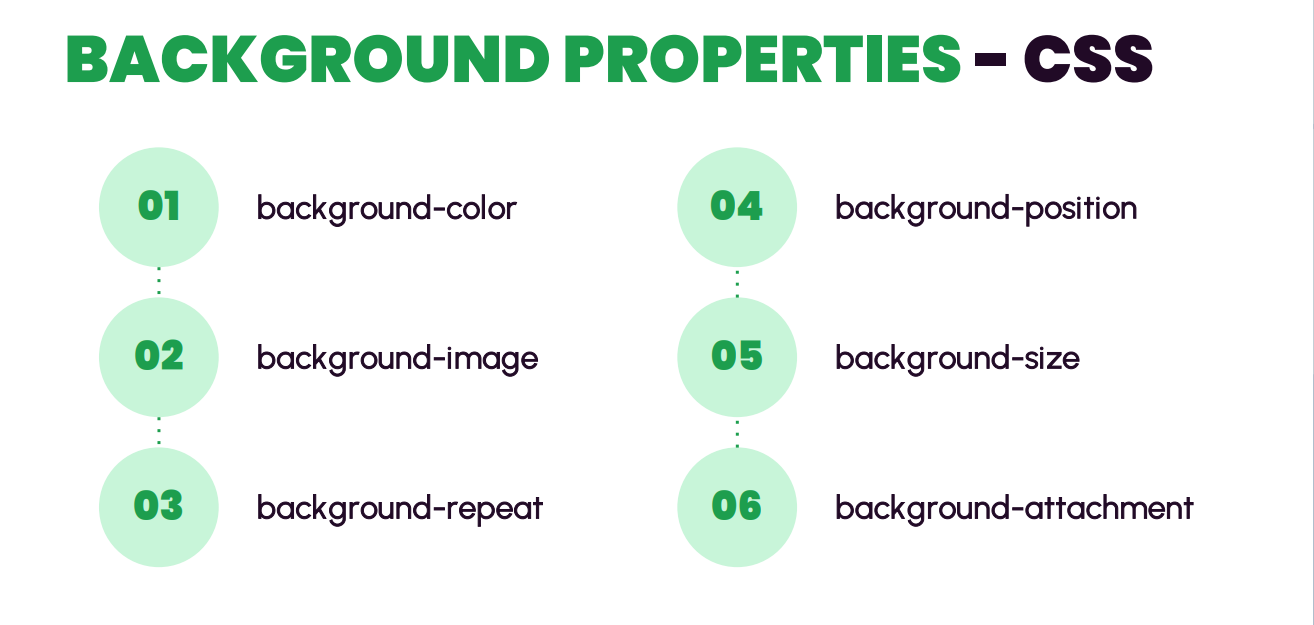 BACKGROUND PROPERTIES – CSS
01 background-color
02 background-image
03 background-repeat
04 background-position
05 background-size
06 background-attachment